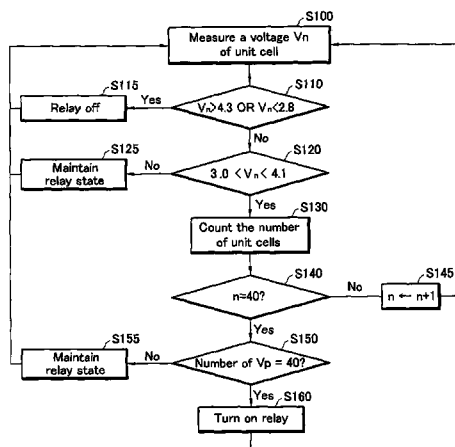 S100
Measure a voltage Vn
of unit cell
S110
Vn>4.3 OR Vn<2.8
Yes
S115
Relay off
No
S120
3.0 < Vn < 4.1
No
S125
Maintain
relay state
Yes
S130
Count the number
of unit cells
S140
n=40?
No
S145
n ← n+1
Yes
S150
Number of Vp = 40?
No
S155
Maintain
relay state
Yes
S160
Turn on relay